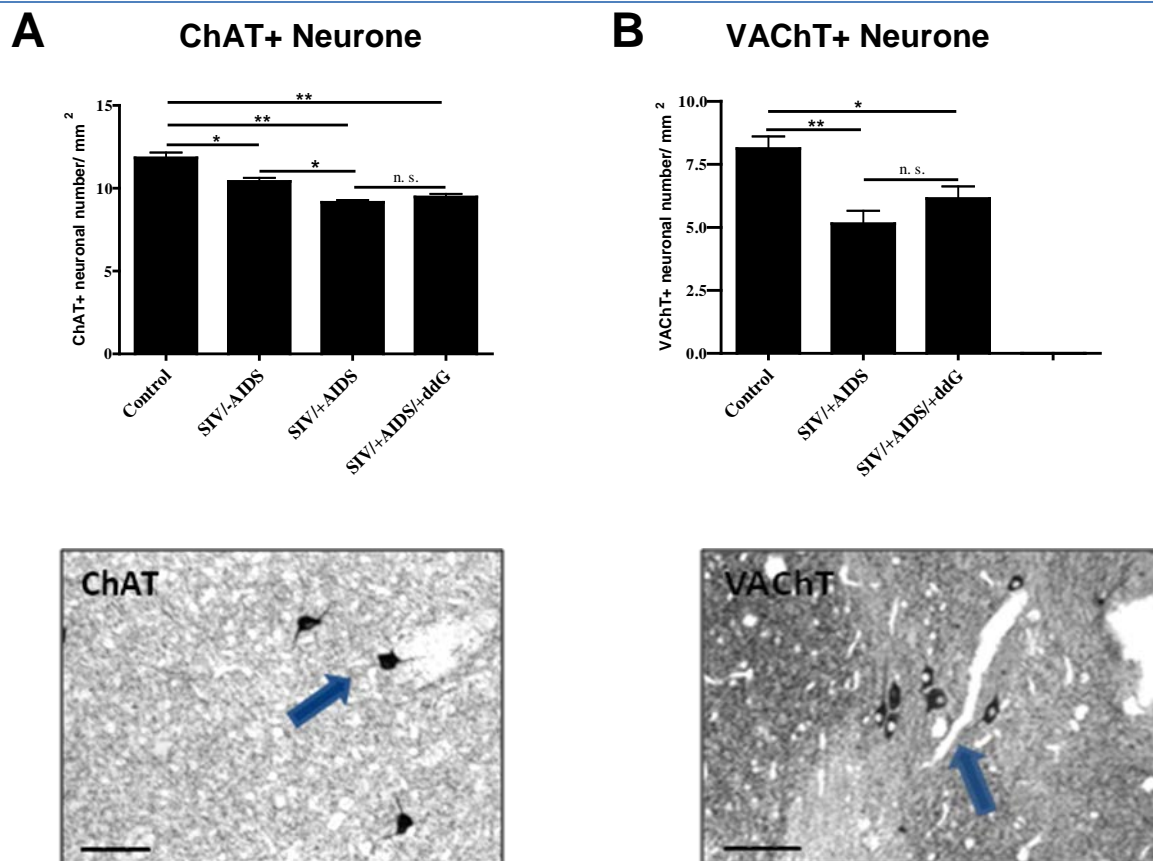 A
ChAT+ Neurone
ChAT+ neuronal number/ mm 2
15
10
5
0
**
**
*
*
n. s.
Control
SIV/-AIDS
SIV/+AIDS
SIV/+AIDS/+ddG
B
VAChT+ Neurone
VAChT+ neuronal number/ mm 2
10.0
7.5
5.0
2.5
0.0
*
**
n. s.
Control
SIV/+AIDS
SIV/+AIDS/+ddG
ChAT
VAChT